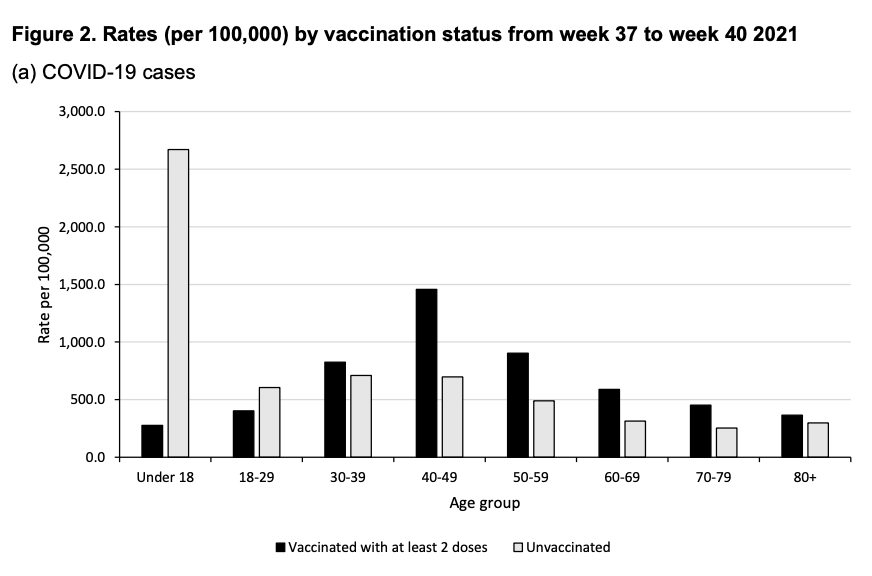 Figure 2. Rates (per 100,000) by vaccination status from week 37 to week 40 2021
(a) COVID-19 cases
3,000.0
2,500.0
2,000.0
1,500.0
1,000.0
500.0
0.0
Rate per 100,000
Under 18 18-29 30-39 40-49 50-59 60-69 70-79 80+
Age group
Vaccinated with at least 2 doses Unvaccinated